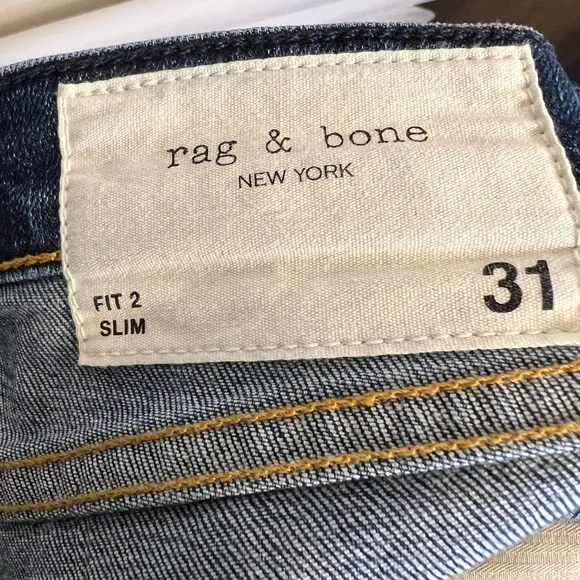 rag & bone
NEW YORK
FIT 2
SLIM
31